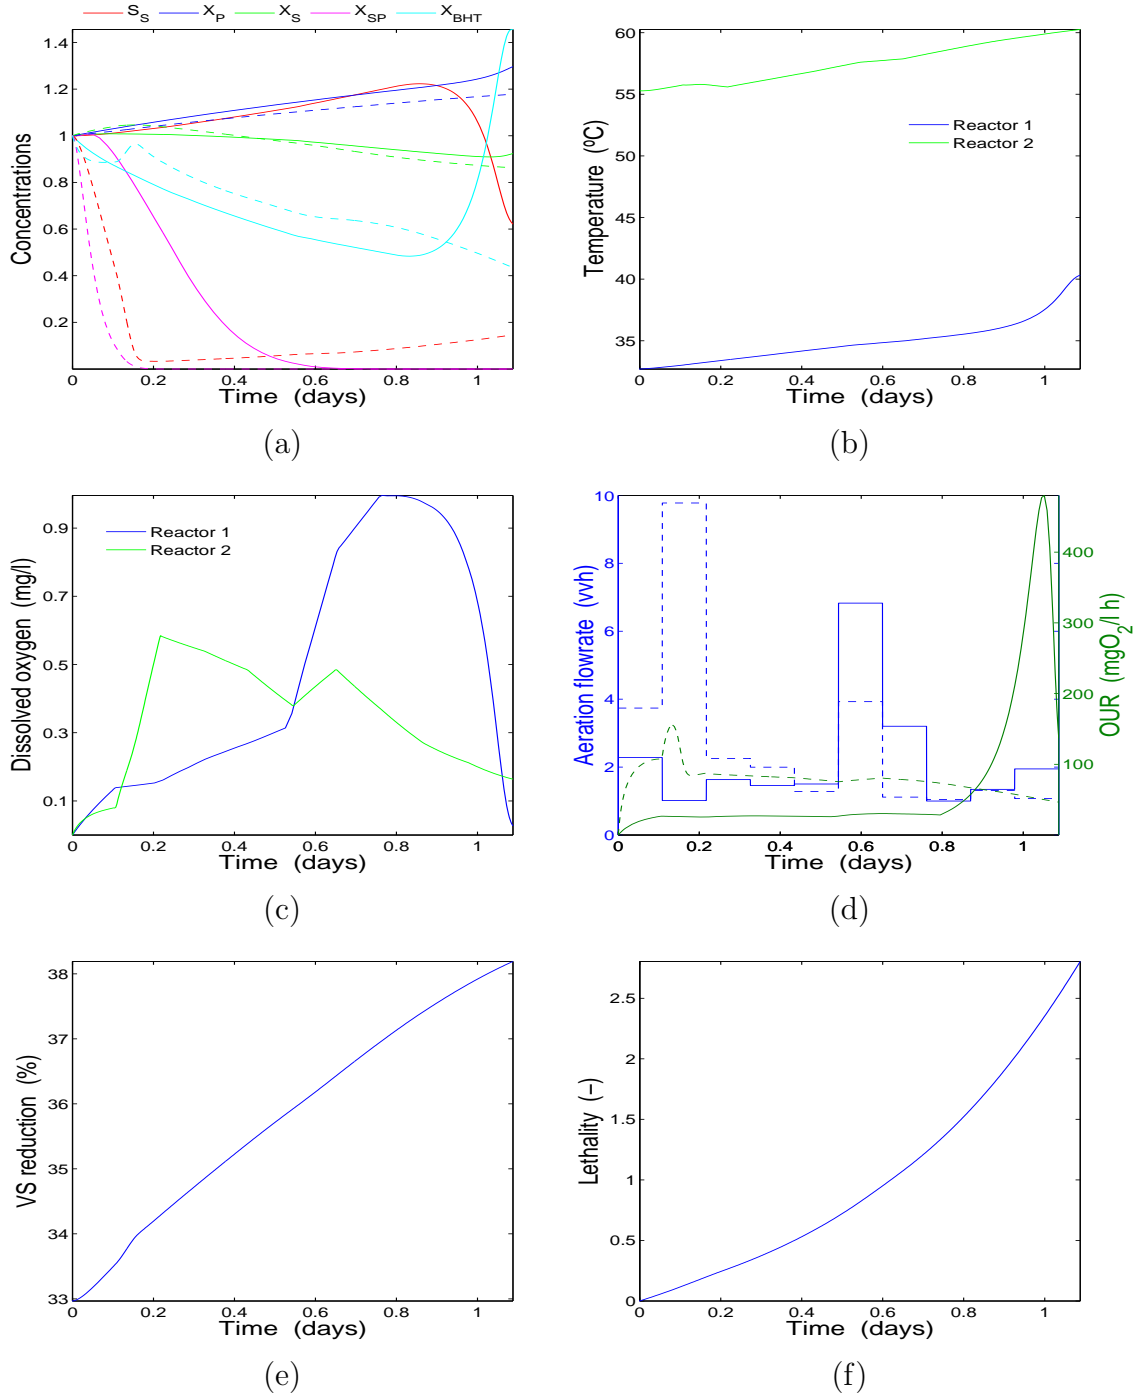 S_S X_P X_S X_SP X_BHT
Concentrations
1.4
1.2
1
0.8
0.6
0.4
0.2
0 0.2 0.4 0.6 0.8 1
Time (days)
(a)
Temperature (ºC)
60
55
50
45
40
35
Reactor 1
Reactor 2
0 0.2 0.4 0.6 0.8 1
Time (days)
(b)
Dissolved oxygen (mg/l)
0.9
0.7
0.5
0.3
0.1
Reactor 1
Reactor 2
0 0.2 0.4 0.6 0.8 1
Time (days)
(c)
Aeration flowrate (vvh)
10
8
6
4
2
0
OUR (mgO_2/l h)
400
300
200
100
0 0.2 0.4 0.6 0.8 1
Time (days)
(d)
VS reduction (%)
38
37
36
35
34
33
0 0.2 0.4 0.6 0.8 1
Time (days)
(e)
Lethality (−)
2.5
2
1.5
1
0.5
0
0 0.2 0.4 0.6 0.8 1
Time (days)
(f)